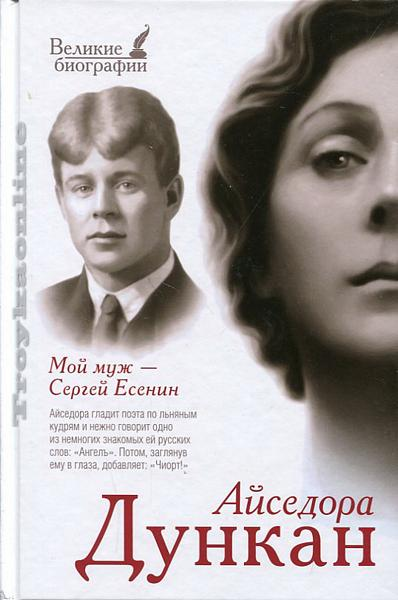 Великие
биографии
Troykaonline
Мой муж —
Сергей Есенин
Айседора гладит поэта по льняным
кудрям и нежно говорит одно
из немногих знакомых ей русских
слов: «Ангелъ». Потом, заглянув
ему в глаза, добавляет: «Чиорт!»
Айседора
Дункан